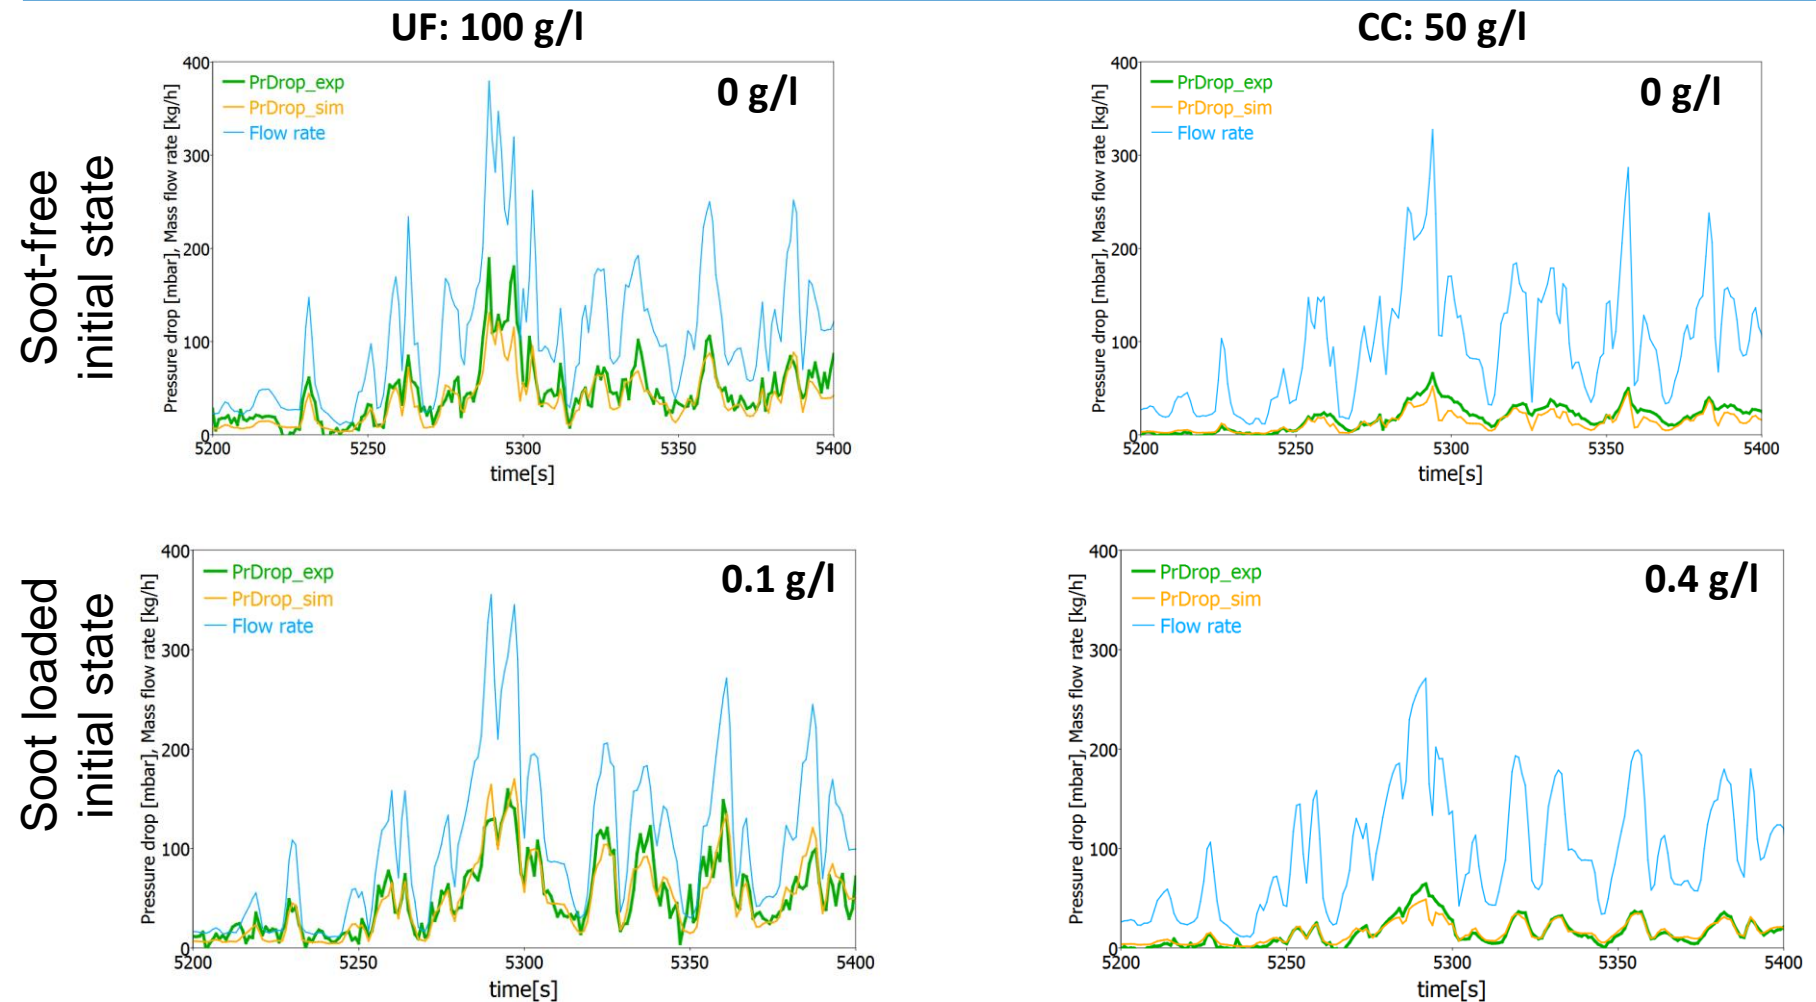 UF: 100 g/l
CC: 50 g/l
Soot-free
initial state
Pressure drop [mbar], Mass flow rate [kg/h]
400
300
200
100
0
PrDrop_exp
PrDrop_sim
Flow rate
0 g/l
5200
5250
5300
5350
5400
time[s]
Pressure drop [mbar], Mass flow rate [kg/h]
400
300
200
100
0
PrDrop_exp
PrDrop_sim
Flow rate
0 g/l
5200
5250
5300
5350
5400
time[s]
Soot loaded
initial state
Pressure drop [mbar], Mass flow rate [kg/h]
400
300
200
100
0
PrDrop_exp
PrDrop_sim
Flow rate
0.1 g/l
5200
5250
5300
5350
5400
time[s]
Pressure drop [mbar], Mass flow rate [kg/h]
400
300
200
100
0
PrDrop_exp
PrDrop_sim
Flow rate
0.4 g/l
5200
5250
5300
5350
5400
time[s]